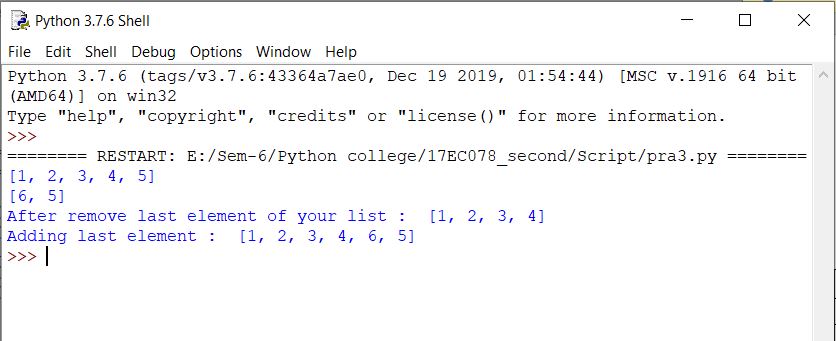 Python 3.7.6 Shell
File Edit Shell Debug Options Window Help
Python 3.7.6 (tags/v3.7.6:43364a7ae0, Dec 19 2019, 01:54:44) [MSC v.1916 64 bit
(AMD64)] on win32
Type "help", "copyright", "credits" or "license()" for more information.
>>>
======== RESTART: E:/Sem-6/Python college/17EC078_second/Script/pra3.py ========
[1, 2, 3, 4, 5]
[6, 5]
After remove last element of your list :  [1, 2, 3, 4]
Adding last element :  [1, 2, 3, 4, 6, 5]
>>>